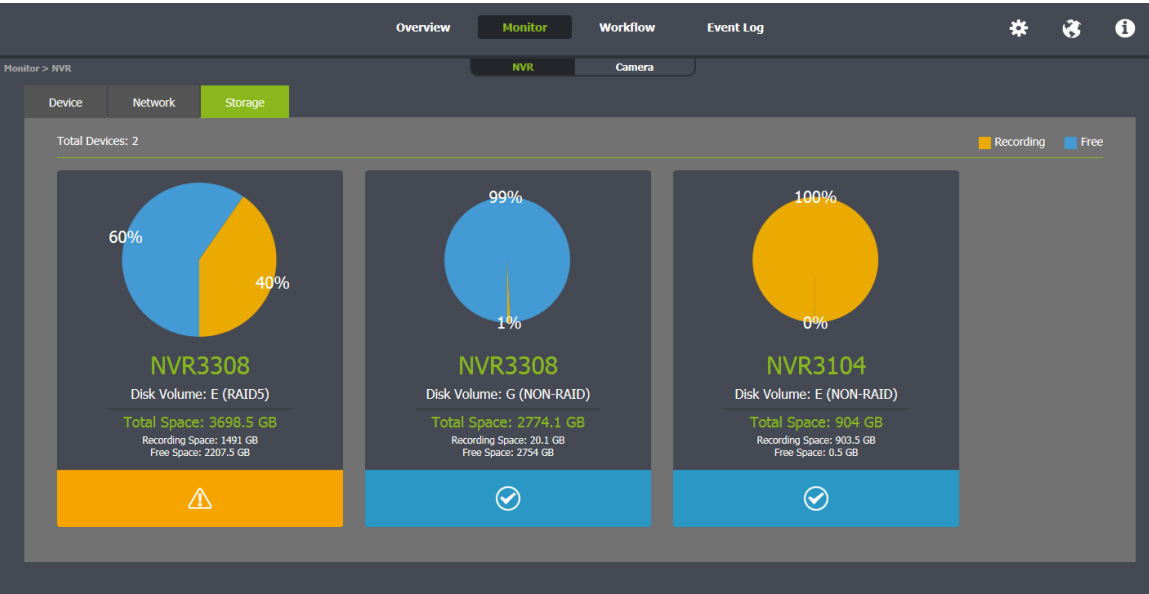 Overview Monitor Workflow Event Log
Monitor > NVR
NVR Camera
Device Network Storage
Total Devices: 2
Recording Free
60%
40%
NVR3308
Disk Volume: E (RAID5)
Total Space: 3698.5 GB
Recording Space: 1491 GB
Free Space: 2207.5 GB
99%
1%
NVR3308
Disk Volume: G (NON-RAID)
Total Space: 2774.1 GB
Recording Space: 20.1 GB
Free Space: 2754 GB
100%
0%
NVR3104
Disk Volume: E (NON-RAID)
Total Space: 904 GB
Recording Space: 903.5 GB
Free Space: 0.5 GB